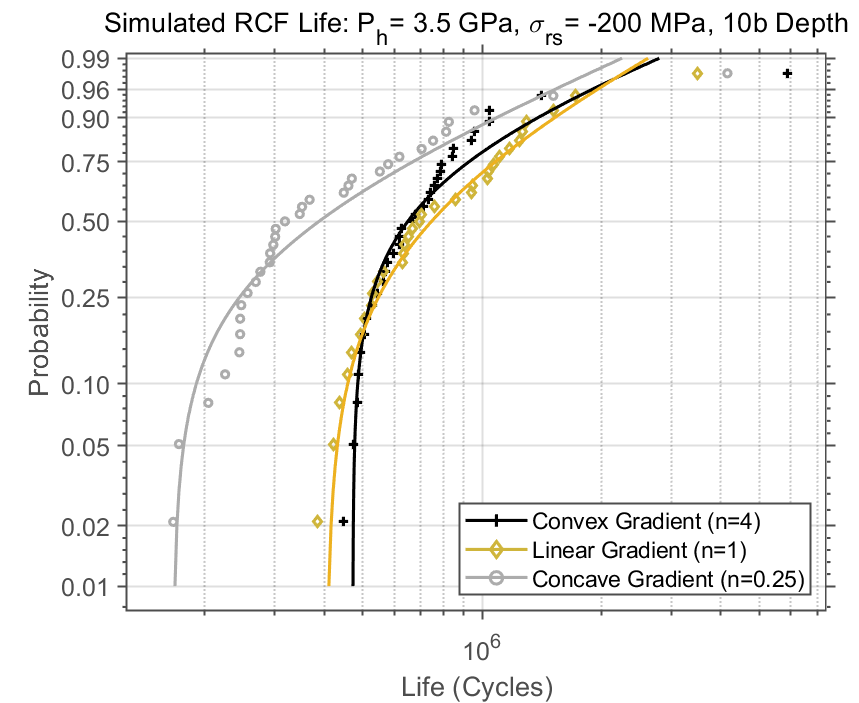 Simulated RCF Life: P_h= 3.5 GPa, σ_rs= -200 MPa, 10b Depth
0.99
0.96
0.90
0.75
0.50
0.25
0.10
0.05
0.02
0.01
Probability
Convex Gradient (n=4)
Linear Gradient (n=1)
Concave Gradient (n=0.25)
10^6
Life (Cycles)